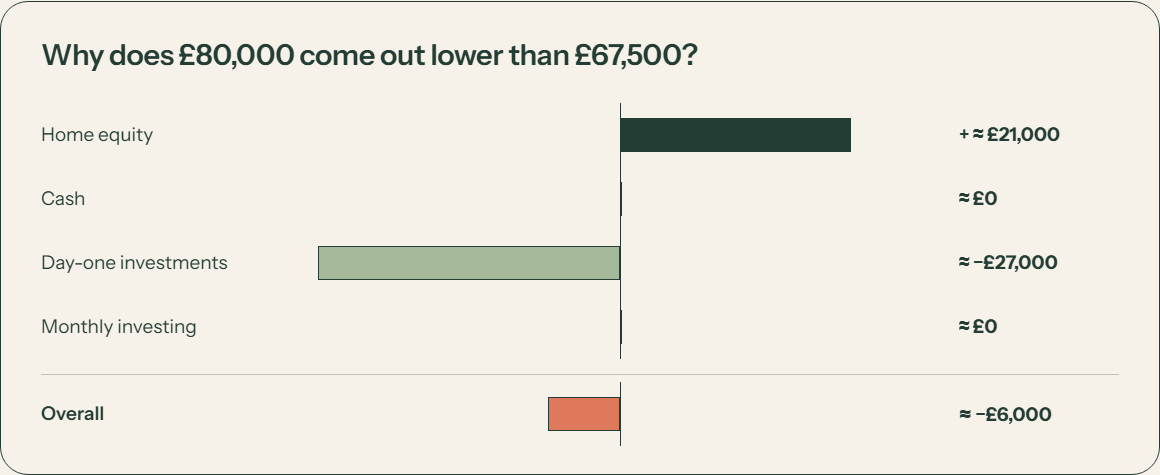 Why does £80,000 come out lower than £67,500?
Home equity + ≈ £21,000
Cash ≈ £0
Day-one investments ≈ −£27,000
Monthly investing ≈ £0
Overall ≈ −£6,000